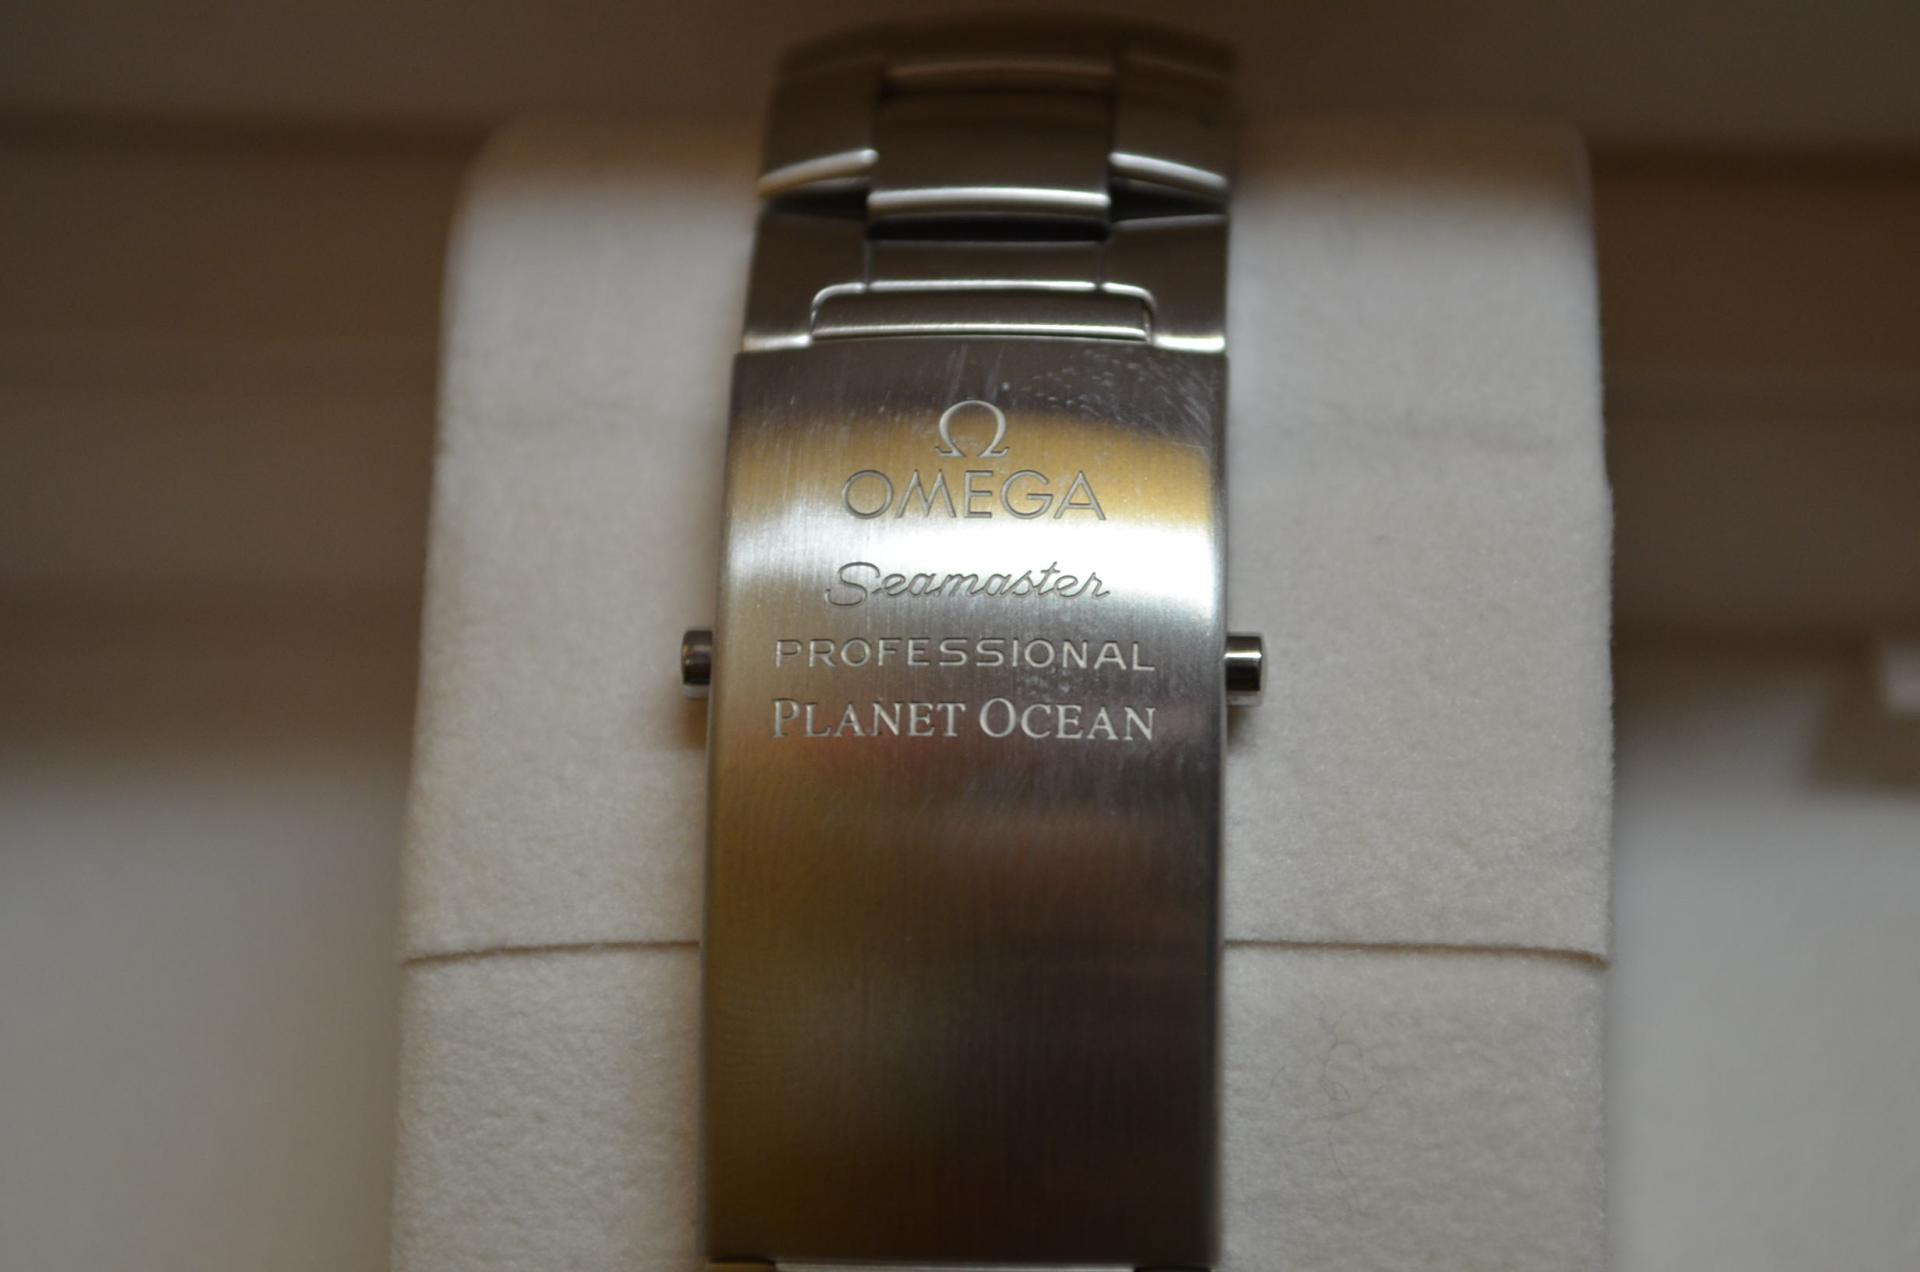 Ω
OMEGA
Seamaster
PROFESSIONAL
PLANET OCEAN